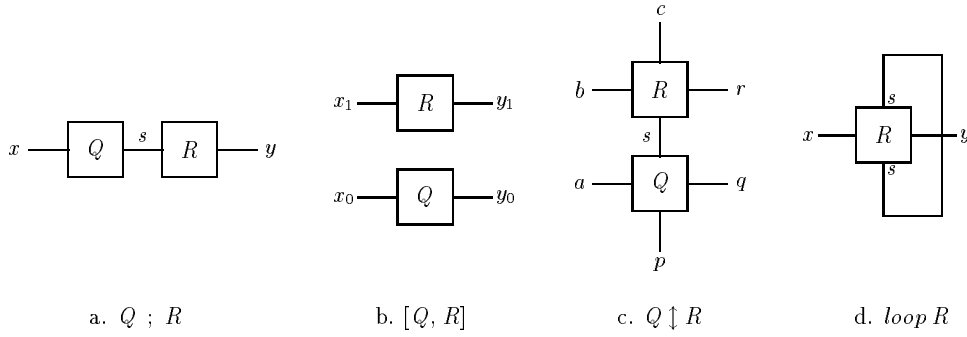 c
x₁ R y₁
b R r
s
x Q s R y
x R y
s
s
x₀ Q y₀
a Q q
p
a. Q ; R
b. [Q, R]
c. Q ↕ R
d. loop R